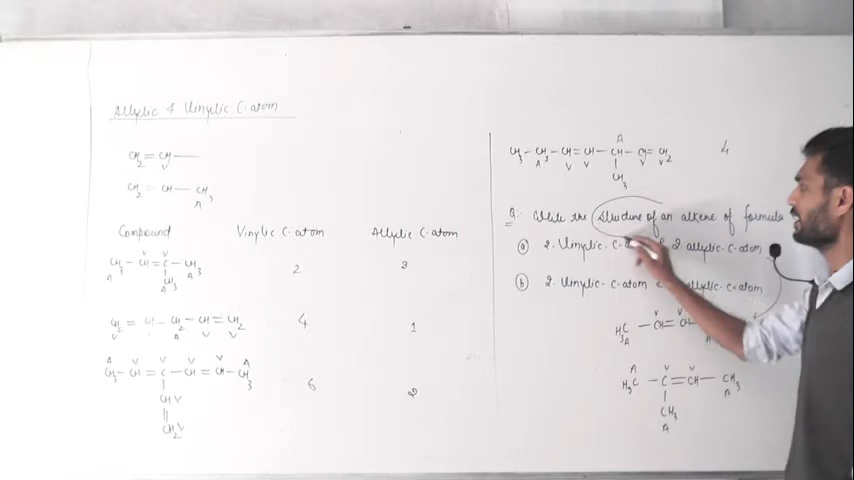 Allylic & Vinylic C-atom
CH2=CH—
CH2=CH—CH3
A
Compound Vinylic C-atom Allylic C-atom
V V
CH3—CH=C—CH3 2 3
A A
CH3
A
CH2=CH—CH2—CH=CH2 4 1
V V V
A V V V V A
CH3—CH=C—CH=CH—CH3 6 2
CH V
||
CH2 V
A
CH3—CH2—CH=CH—CH—CH=CH2 4
A V V V V
CH3
Q:- Write the structure of an alkene of formula
(a) 2. Vinylic-C-atom & 2 allylic-C-atom
(b) 2. Vinylic-C-atom allylic-C-atom
V V
H3C—CH=CH
A A
A V V
H3C—C=CH—CH3
A
CH3
A